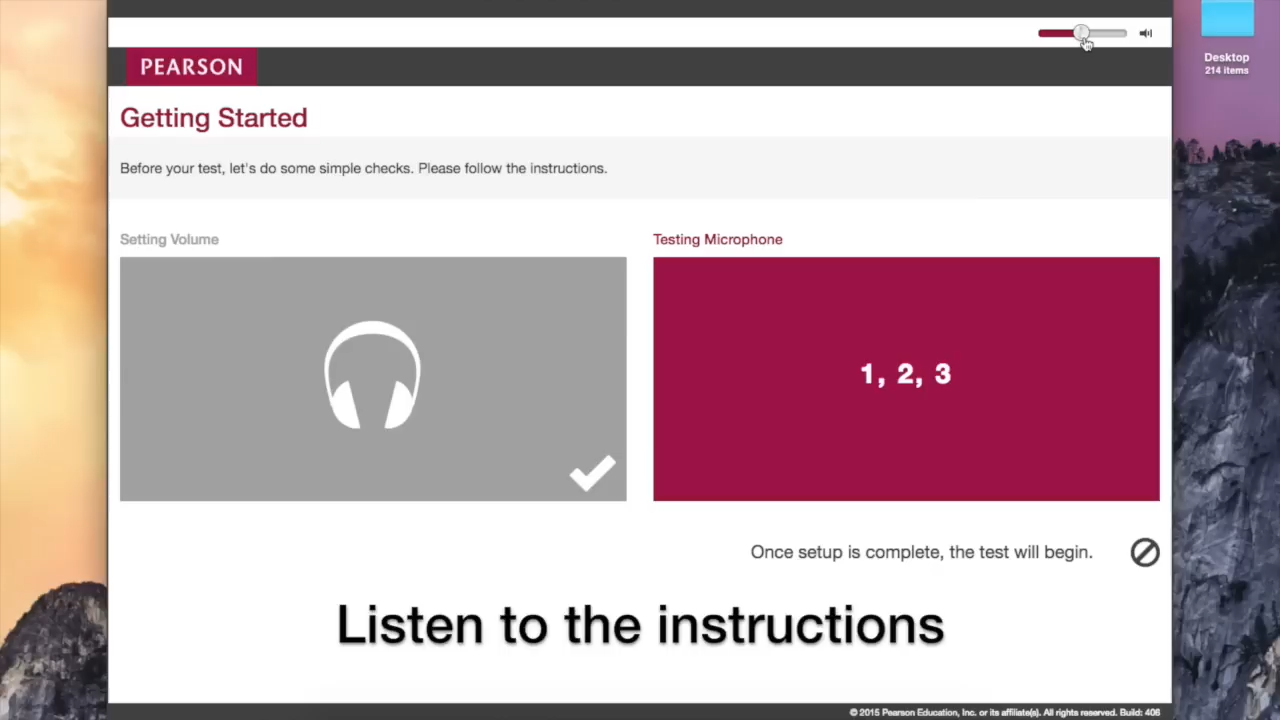 Desktop
214 items
PEARSON
Getting Started
Before your test, let's do some simple checks. Please follow the instructions.
Setting Volume
Testing Microphone
1, 2, 3
Once setup is complete, the test will begin.
Listen to the instructions
© 2015 Pearson Education, Inc. or its affiliate(s). All rights reserved. Build: 406